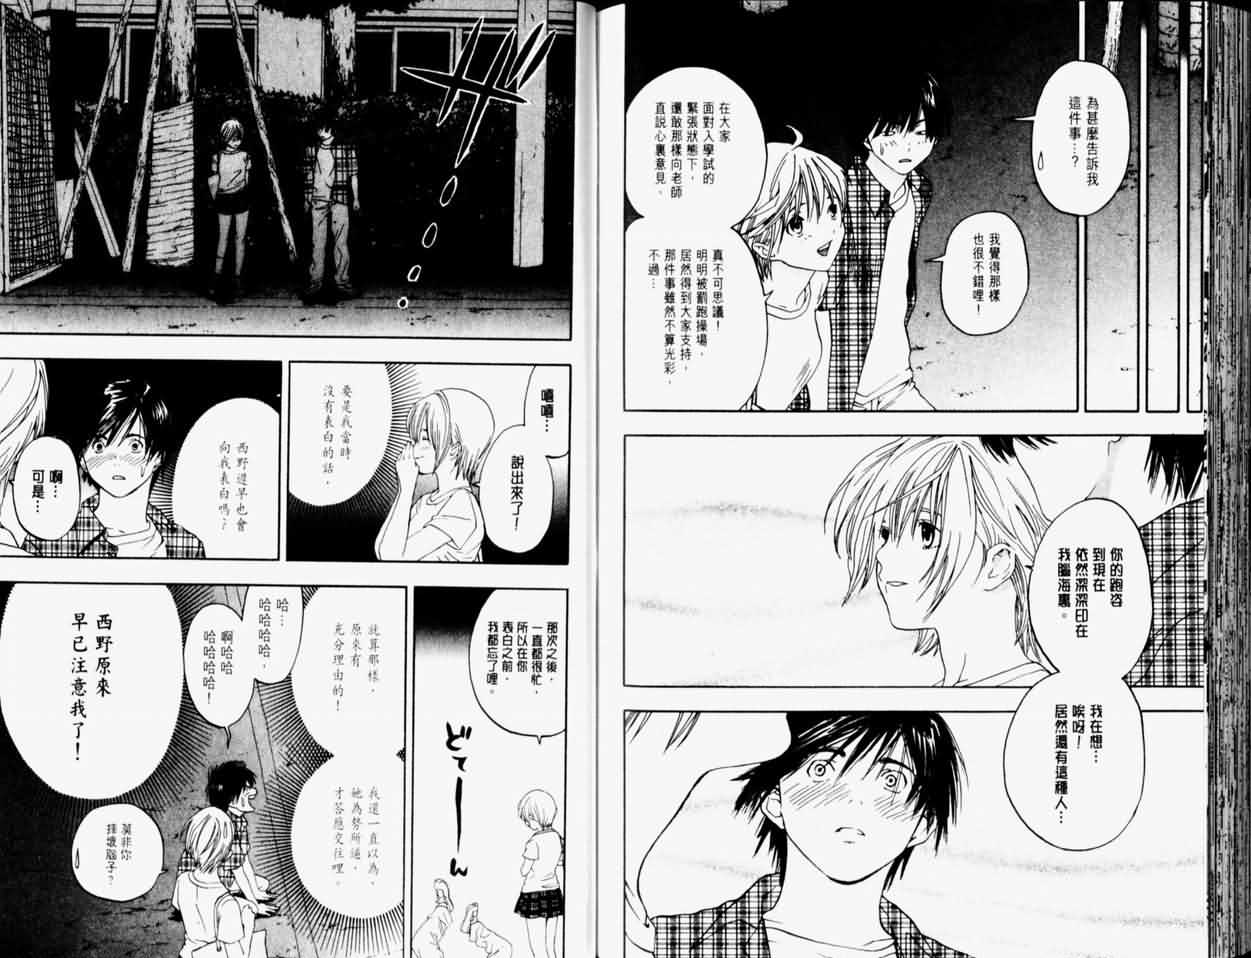 為甚麼告訴我
這件事…？
我覺得那樣
也很不錯哩！
在大家
面對入學試的
緊張狀態下，
還敢那樣向老師
直說心裏意見、
真不可思議！
明明被罰跑操場，
居然得到大家支持，
那件事雖然不算光彩，
不過…
你的跑姿
到現在
依然深深印在
我腦海裏。
我在想…
唉呀！
居然還有這種人…
嘻嘻…
說出來了！
要是我當時
沒有表白的話，
西野遲早也會
向我表白嗎？
啊…
可是…
那次之後，
一直都很忙，
所以在你
表白之前，
我都忘了哩。
どてーん
就算那樣，
原來有
充分理由的！
我還一直以為，
她為勢所逼，
才答應交往哩。
哈…
哈哈哈哈，
啊哈哈
哈哈哈哈！
西野原來
早已注意我了！
莫非你
摔壞腦子？